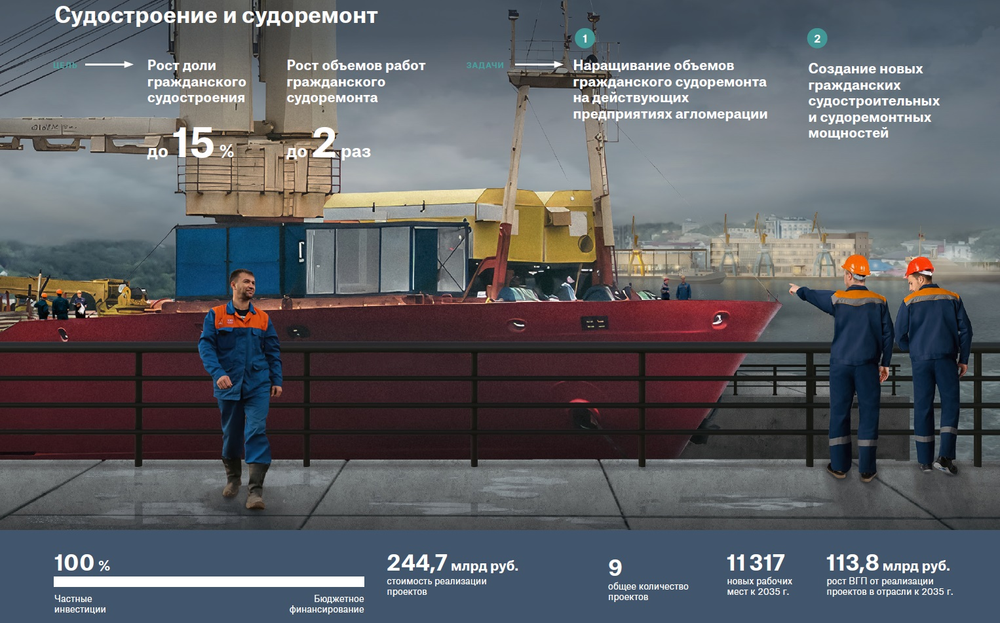 Судостроение и судоремонт
ЦЕЛЬ
Рост доли
гражданского
судостроения
до 15 %
Рост объемов работ
гражданского
судоремонта
до 2 раз
ЗАДАЧИ
1
Наращивание объемов
гражданского судоремонта
на действующих
предприятиях агломерации
2
Создание новых
гражданских
судостроительных
и судоремонтных
мощностей
100 %
Частные
инвестиции
Бюджетное
финансирование
244,7 млрд руб.
стоимость реализации
проектов
9
общее количество
проектов
11 317
новых рабочих
мест к 2035 г.
113,8 млрд руб.
рост ВГП от реализации
проектов в отрасли к 2035 г.